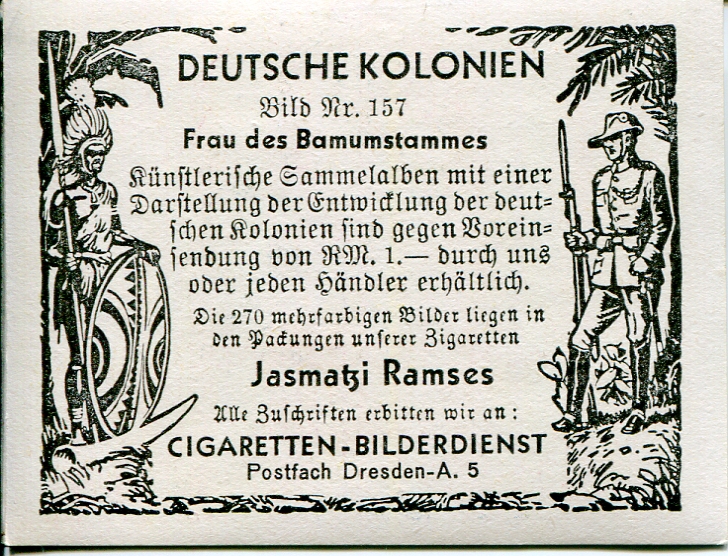 DEUTSCHE KOLONIEN
Bild Nr. 157
Frau des Bamumstammes
Künstlerische Sammelalben mit einer
Darstellung der Entwicklung der deut-
schen Kolonien sind gegen Vorein-
sendung von RM. 1.— durch uns
oder jeden Händler erhältlich.
Die 270 mehrfarbigen Bilder liegen in
den Packungen unserer Zigaretten
Jasmatzi Ramses
Alle Zuschriften erbitten wir an:
CIGARETTEN-BILDERDIENST
Postfach Dresden-A. 5